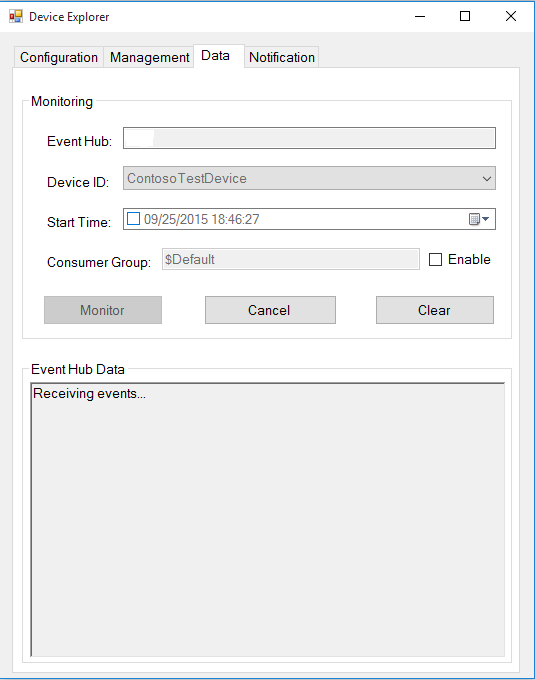 Device Explorer
Configuration Management Data Notification
Monitoring
Event Hub:
Device ID: ContosoTestDevice
Start Time: 09/25/2015 18:46:27
Consumer Group: $Default Enable
Monitor Cancel Clear
Event Hub Data
Receiving events...